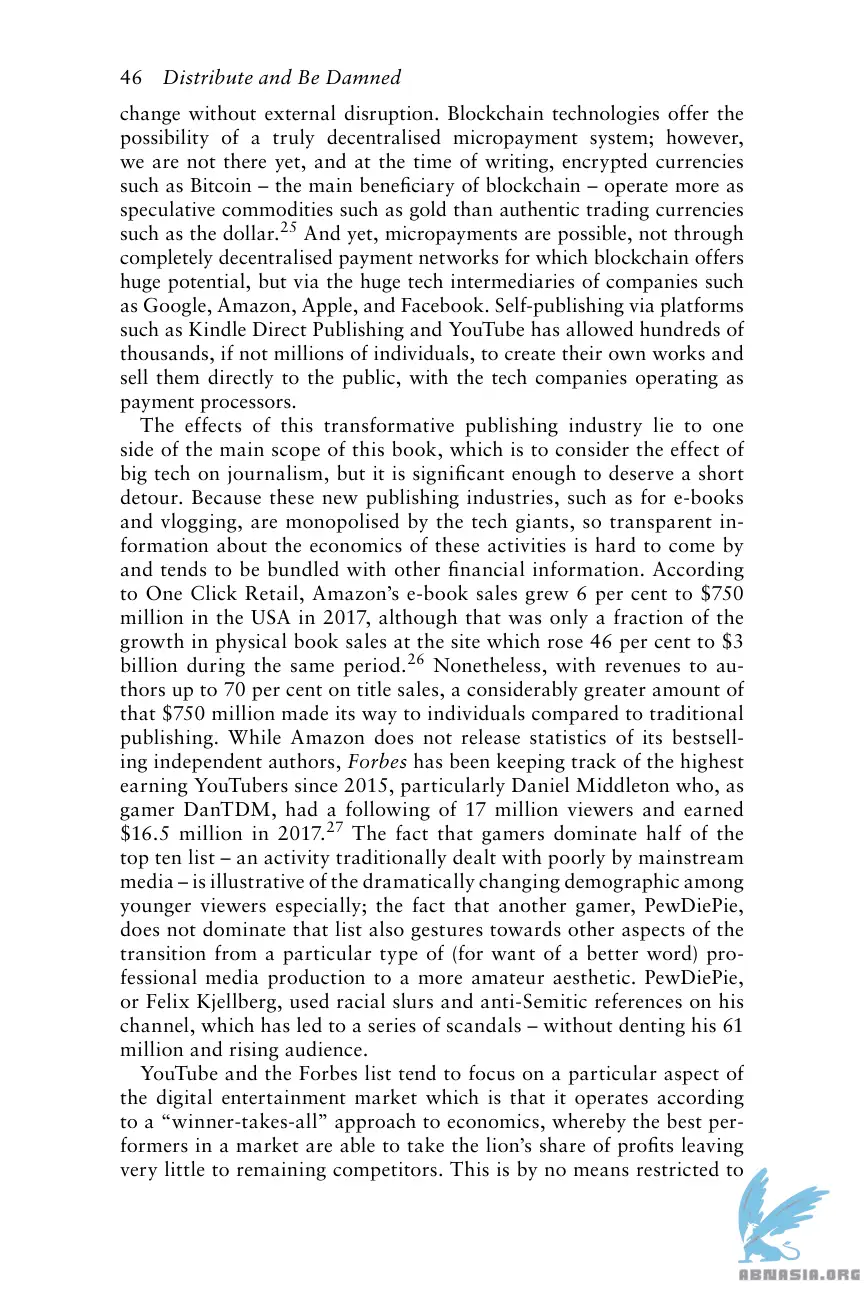 46 Distribute and Be Damned
change without external disruption. Blockchain technologies offer the
possibility of a truly decentralised micropayment system; however,
we are not there yet, and at the time of writing, encrypted currencies
such as Bitcoin – the main beneficiary of blockchain – operate more as
speculative commodities such as gold than authentic trading currencies
such as the dollar.25 And yet, micropayments are possible, not through
completely decentralised payment networks for which blockchain offers
huge potential, but via the huge tech intermediaries of companies such
as Google, Amazon, Apple, and Facebook. Self-publishing via platforms
such as Kindle Direct Publishing and YouTube has allowed hundreds of
thousands, if not millions of individuals, to create their own works and
sell them directly to the public, with the tech companies operating as
payment processors.
The effects of this transformative publishing industry lie to one
side of the main scope of this book, which is to consider the effect of
big tech on journalism, but it is significant enough to deserve a short
detour. Because these new publishing industries, such as for e-books
and vlogging, are monopolised by the tech giants, so transparent in-
formation about the economics of these activities is hard to come by
and tends to be bundled with other financial information. According
to One Click Retail, Amazon's e-book sales grew 6 per cent to $750
million in the USA in 2017, although that was only a fraction of the
growth in physical book sales at the site which rose 46 per cent to $3
billion during the same period.26 Nonetheless, with revenues to au-
thors up to 70 per cent on title sales, a considerably greater amount of
that $750 million made its way to individuals compared to traditional
publishing. While Amazon does not release statistics of its bestsell-
ing independent authors, Forbes has been keeping track of the highest
earning YouTubers since 2015, particularly Daniel Middleton who, as
gamer DanTDM, had a following of 17 million viewers and earned
$16.5 million in 2017.27 The fact that gamers dominate half of the
top ten list – an activity traditionally dealt with poorly by mainstream
media – is illustrative of the dramatically changing demographic among
younger viewers especially; the fact that another gamer, PewDiePie,
does not dominate that list also gestures towards other aspects of the
transition from a particular type of (for want of a better word) pro-
fessional media production to a more amateur aesthetic. PewDiePie,
or Felix Kjellberg, used racial slurs and anti-Semitic references on his
channel, which has led to a series of scandals – without denting his 61
million and rising audience.
YouTube and the Forbes list tend to focus on a particular aspect of
the digital entertainment market which is that it operates according
to a “winner-takes-all” approach to economics, whereby the best per-
formers in a market are able to take the lion's share of profits leaving
very little to remaining competitors. This is by no means restricted to
ABNASIA.ORG